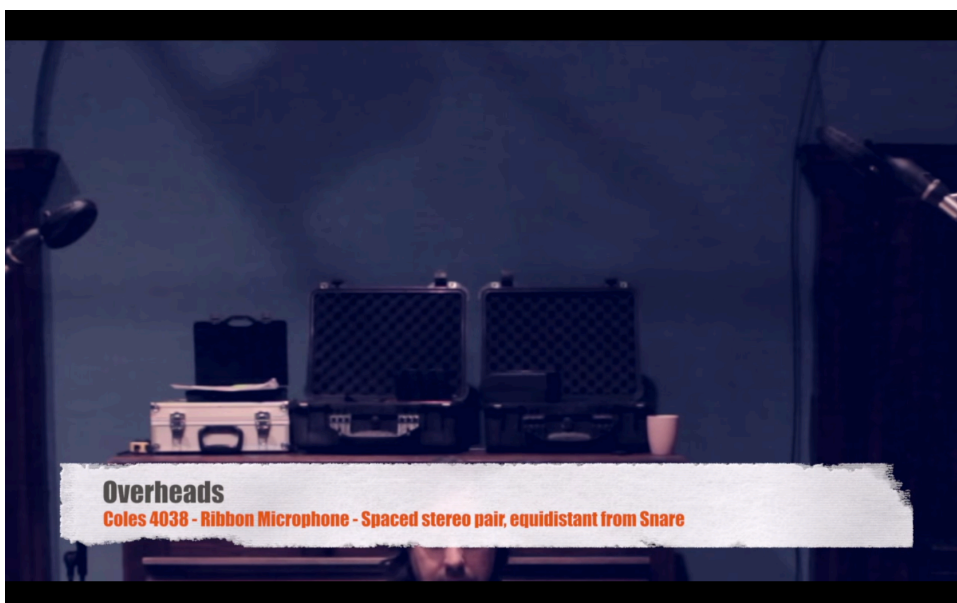 Overheads
Coles 4038 - Ribbon Microphone - Spaced stereo pair, equidistant from Snare